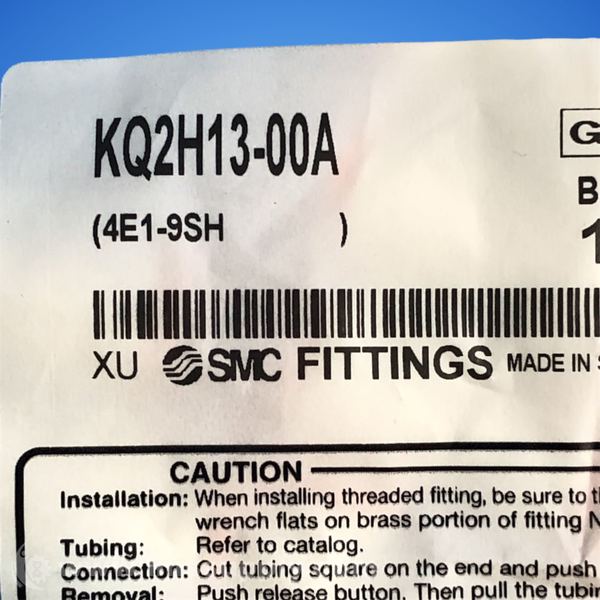 KQ2H13-00A
G
(4E1-9SH )
B
1
XU SMC FITTINGS MADE IN
CAUTION
Installation: When installing threaded fitting, be sure to
wrench flats on brass portion of fitting
Tubing: Refer to catalog.
Connection: Cut tubing square on the end and push
Removal: Push release button. Then pull the